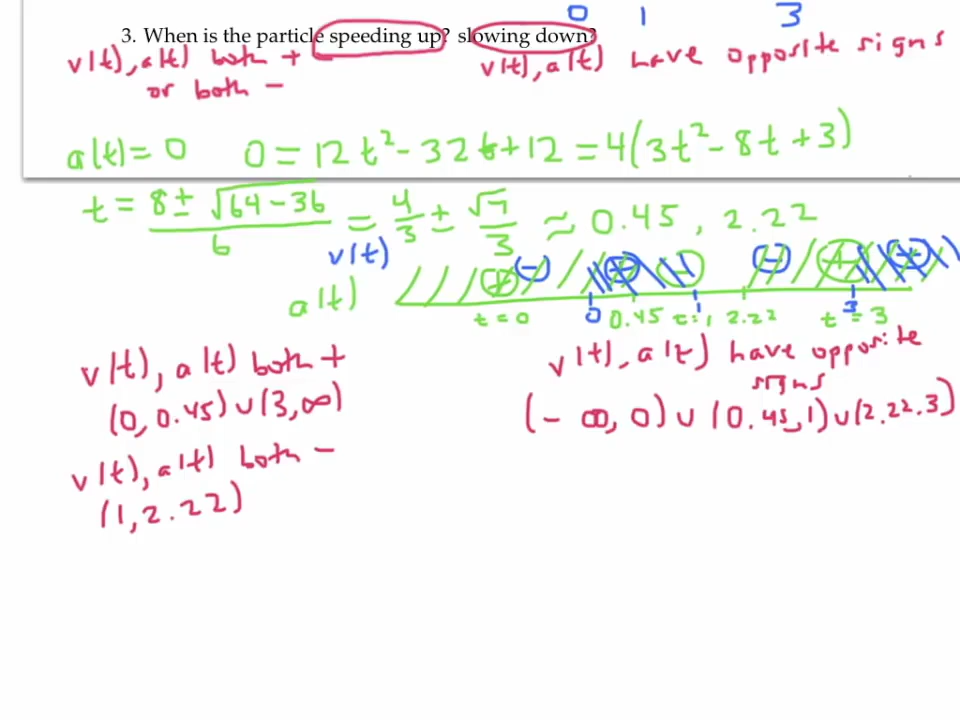 0 1 3
3. When is the particle speeding up? slowing down?
v(t), a(t) both + or both -
v(t), a(t) have opposite signs
a(t) = 0 0 = 12t² - 32t + 12 = 4(3t² - 8t + 3)
t = 8 ± √64 - 36 / 6 = 4/3 ± √7/3 ≈ 0.45, 2.22
v(t) - + - +
a(t) + + - +
t = 0 0 0.45 t = 1 2.22 t = 3 3
v(t), a(t) both +
(0, 0.45) ∪ (3, ∞)
v(t), a(t) both -
(1, 2.22)
v(t), a(t) have opposite
signs
(- ∞, 0) ∪ (0.45, 1) ∪ (2.22, 3)